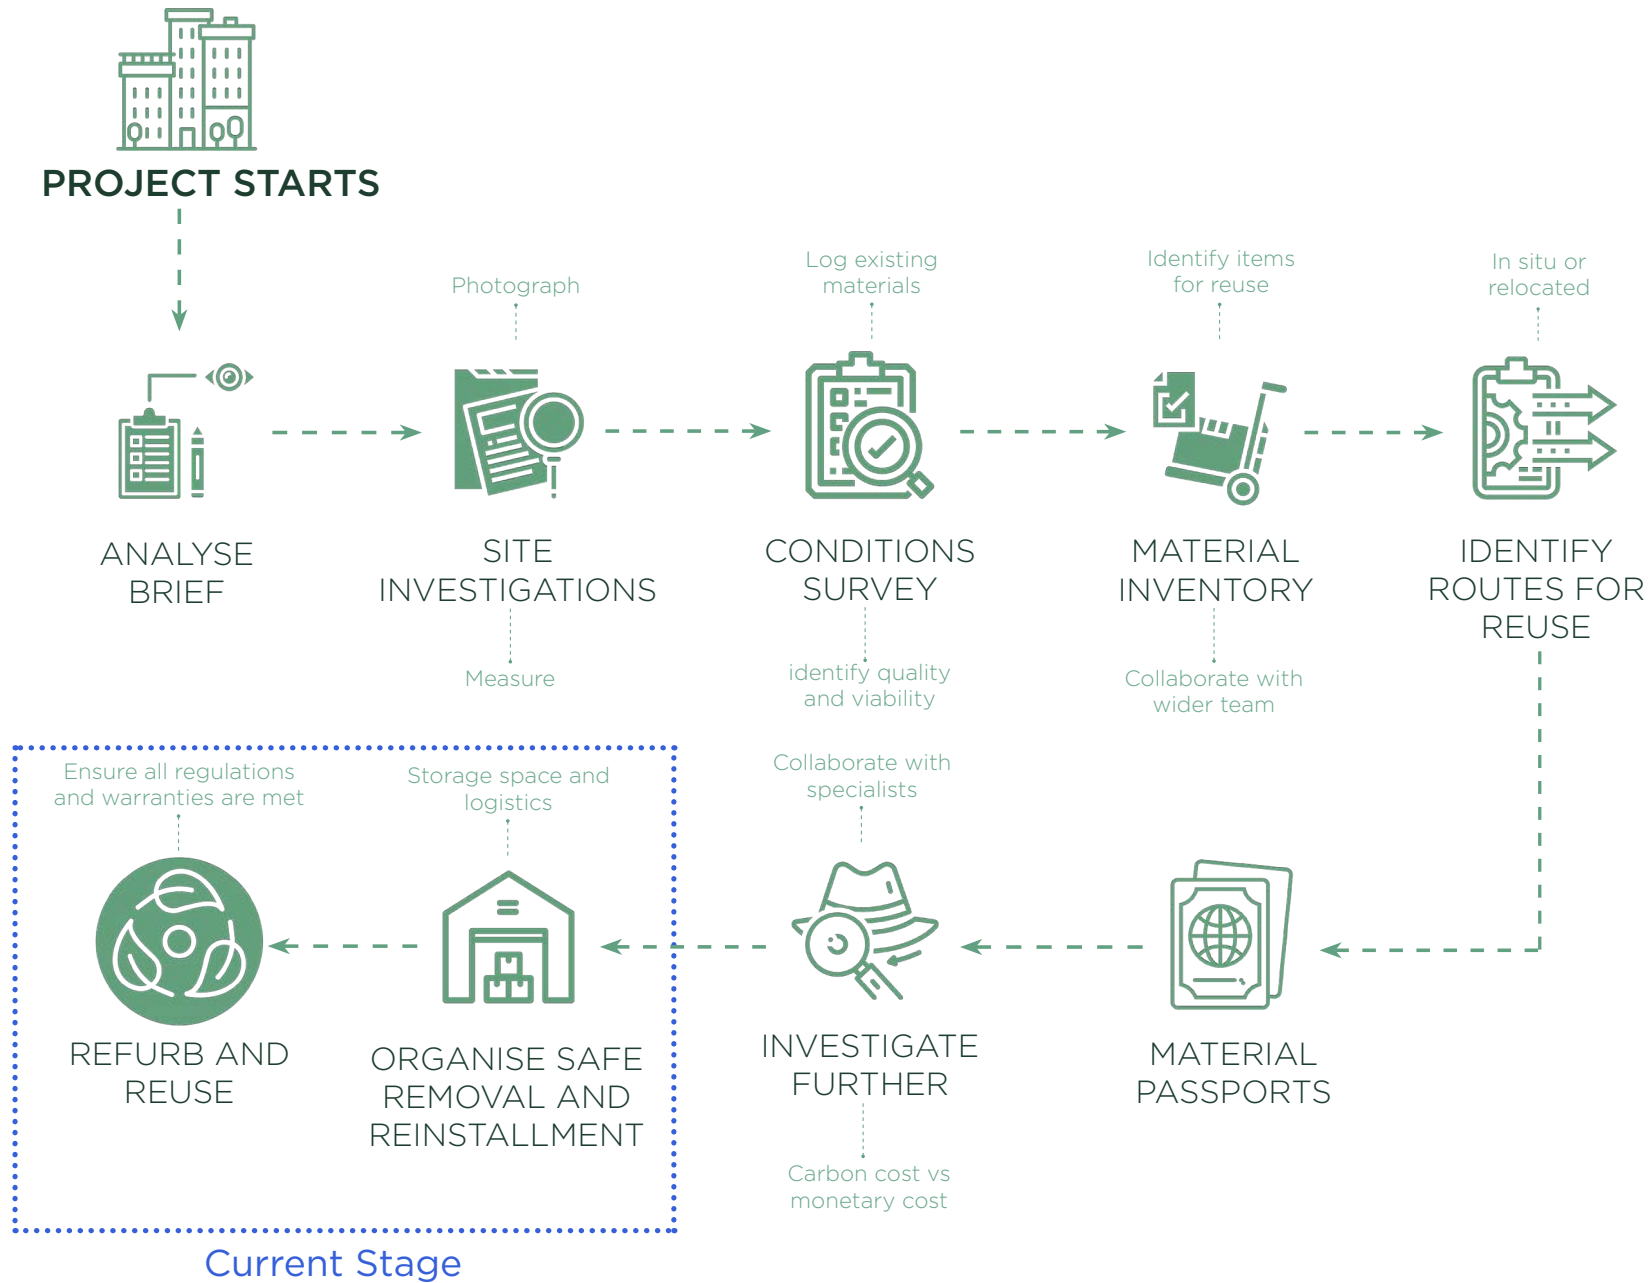 PROJECT STARTS
ANALYSE
BRIEF
Photograph
SITE
INVESTIGATIONS
Measure
Log existing
materials
CONDITIONS
SURVEY
identify quality
and viability
Identify items
for reuse
MATERIAL
INVENTORY
Collaborate with
wider team
In situ or
relocated
IDENTIFY
ROUTES FOR
REUSE
MATERIAL
PASSPORTS
Collaborate with
specialists
INVESTIGATE
FURTHER
Carbon cost vs
monetary cost
Storage space and
logistics
ORGANISE SAFE
REMOVAL AND
REINSTALLMENT
Ensure all regulations
and warranties are met
REFURB AND
REUSE
Current Stage